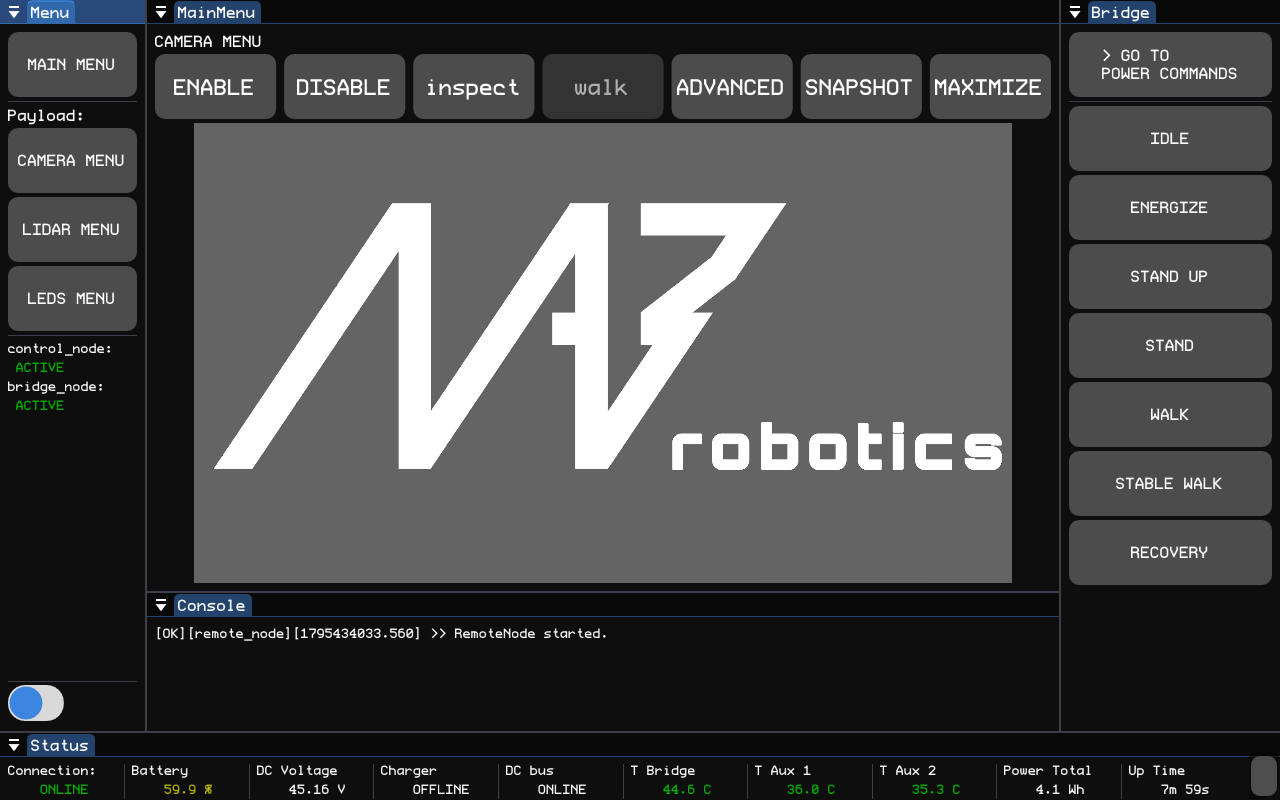 Menu
MAIN MENU
Payload:
CAMERA MENU
LIDAR MENU
LEDS MENU
control_node:
ACTIVE
bridge_node:
ACTIVE
MainMenu
CAMERA MENU
ENABLE DISABLE inspect walk ADVANCED SNAPSHOT MAXIMIZE
MAB
robotics
Console
[OK][remote_node][1795434033.560] >> RemoteNode started.
Bridge
> GO TO
POWER COMMANDS
IDLE
ENERGIZE
STAND UP
STAND
WALK
STABLE WALK
RECOVERY
Status
Connection: Battery DC Voltage Charger DC bus T Bridge T Aux 1 T Aux 2 Power Total Up Time
ONLINE 59.9 % 45.16 V OFFLINE ONLINE 44.6 C 36.0 C 35.3 C 4.1 Wh 7m 59s